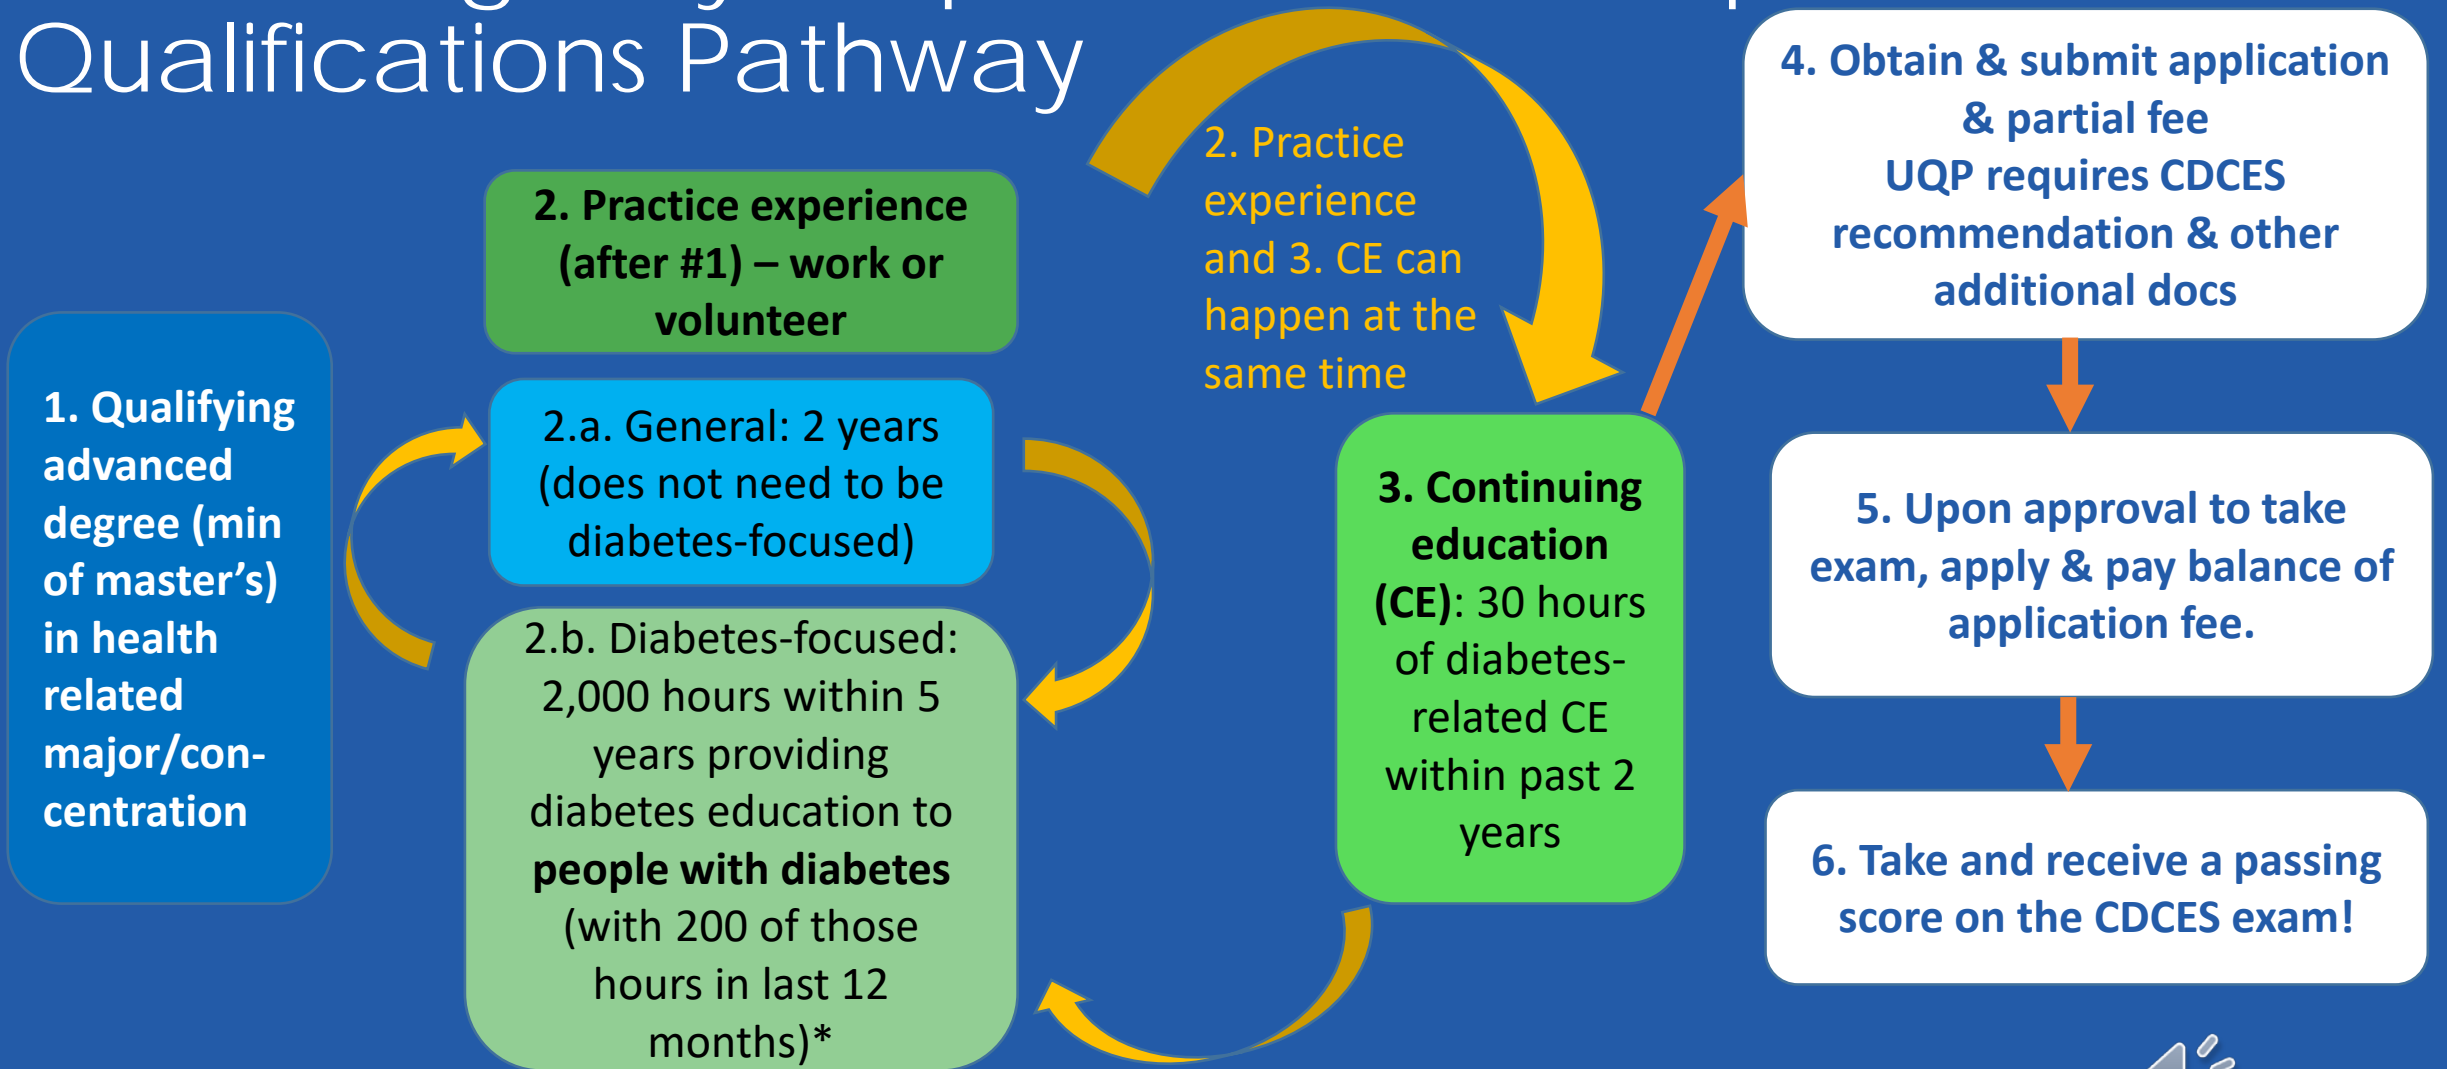 Qualifications Pathway
1. Qualifying
advanced
degree (min
of master’s)
in health
related
major/con-
centration
2. Practice experience
(after #1) – work or
volunteer
2.a. General: 2 years
(does not need to be
diabetes-focused)
2.b. Diabetes-focused:
2,000 hours within 5
years providing
diabetes education to
people with diabetes
(with 200 of those
hours in last 12
months)*
2. Practice
experience
and 3. CE can
happen at the
same time
3. Continuing
education
(CE): 30 hours
of diabetes-
related CE
within past 2
years
4. Obtain & submit application
& partial fee
UQP requires CDCES
recommendation & other
additional docs
5. Upon approval to take
exam, apply & pay balance of
application fee.
6. Take and receive a passing
score on the CDCES exam!